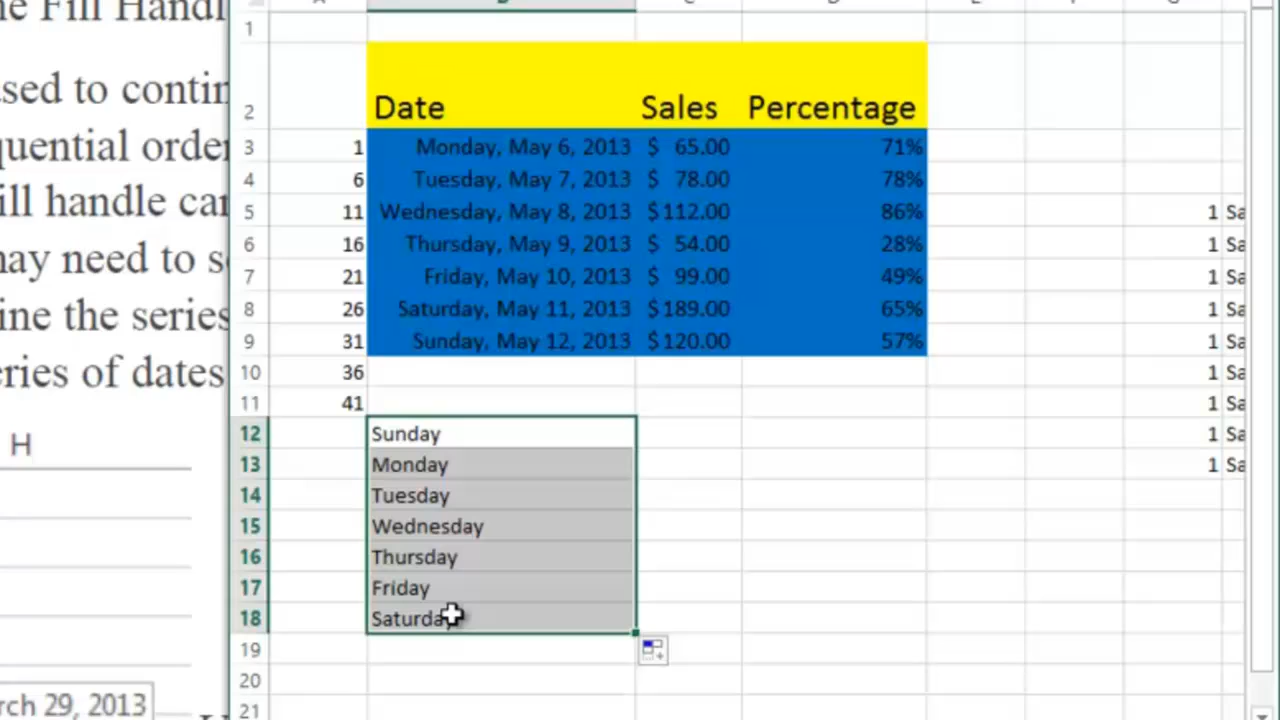 ne Fill Handl
sed to contin
quential order
ill handle can
may need to s
ine the series
eries of dates
H
rch 29, 2013
1
2 Date Sales Percentage
3 1 Monday, May 6, 2013 $ 65.00 71%
4 6 Tuesday, May 7, 2013 $ 78.00 78%
5 11 Wednesday, May 8, 2013 $112.00 86% 1 Sa
6 16 Thursday, May 9, 2013 $ 54.00 28% 1 Sa
7 21 Friday, May 10, 2013 $ 99.00 49% 1 Sa
8 26 Saturday, May 11, 2013 $189.00 65% 1 Sa
9 31 Sunday, May 12, 2013 $120.00 57% 1 Sa
10 36 1 Sa
11 41 1 Sa
12 Sunday 1 Sa
13 Monday 1 Sa
14 Tuesday
15 Wednesday
16 Thursday
17 Friday
18 Saturday
19
20
21